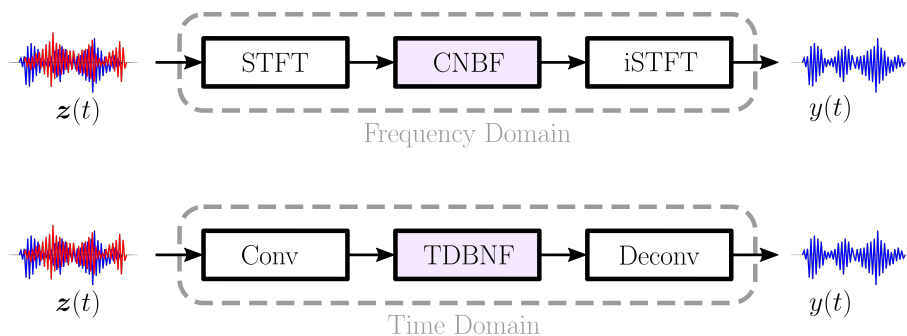 STFT CNBF iSTFT
z(t) y(t)
Frequency Domain
Conv TDBNF Deconv
z(t) y(t)
Time Domain